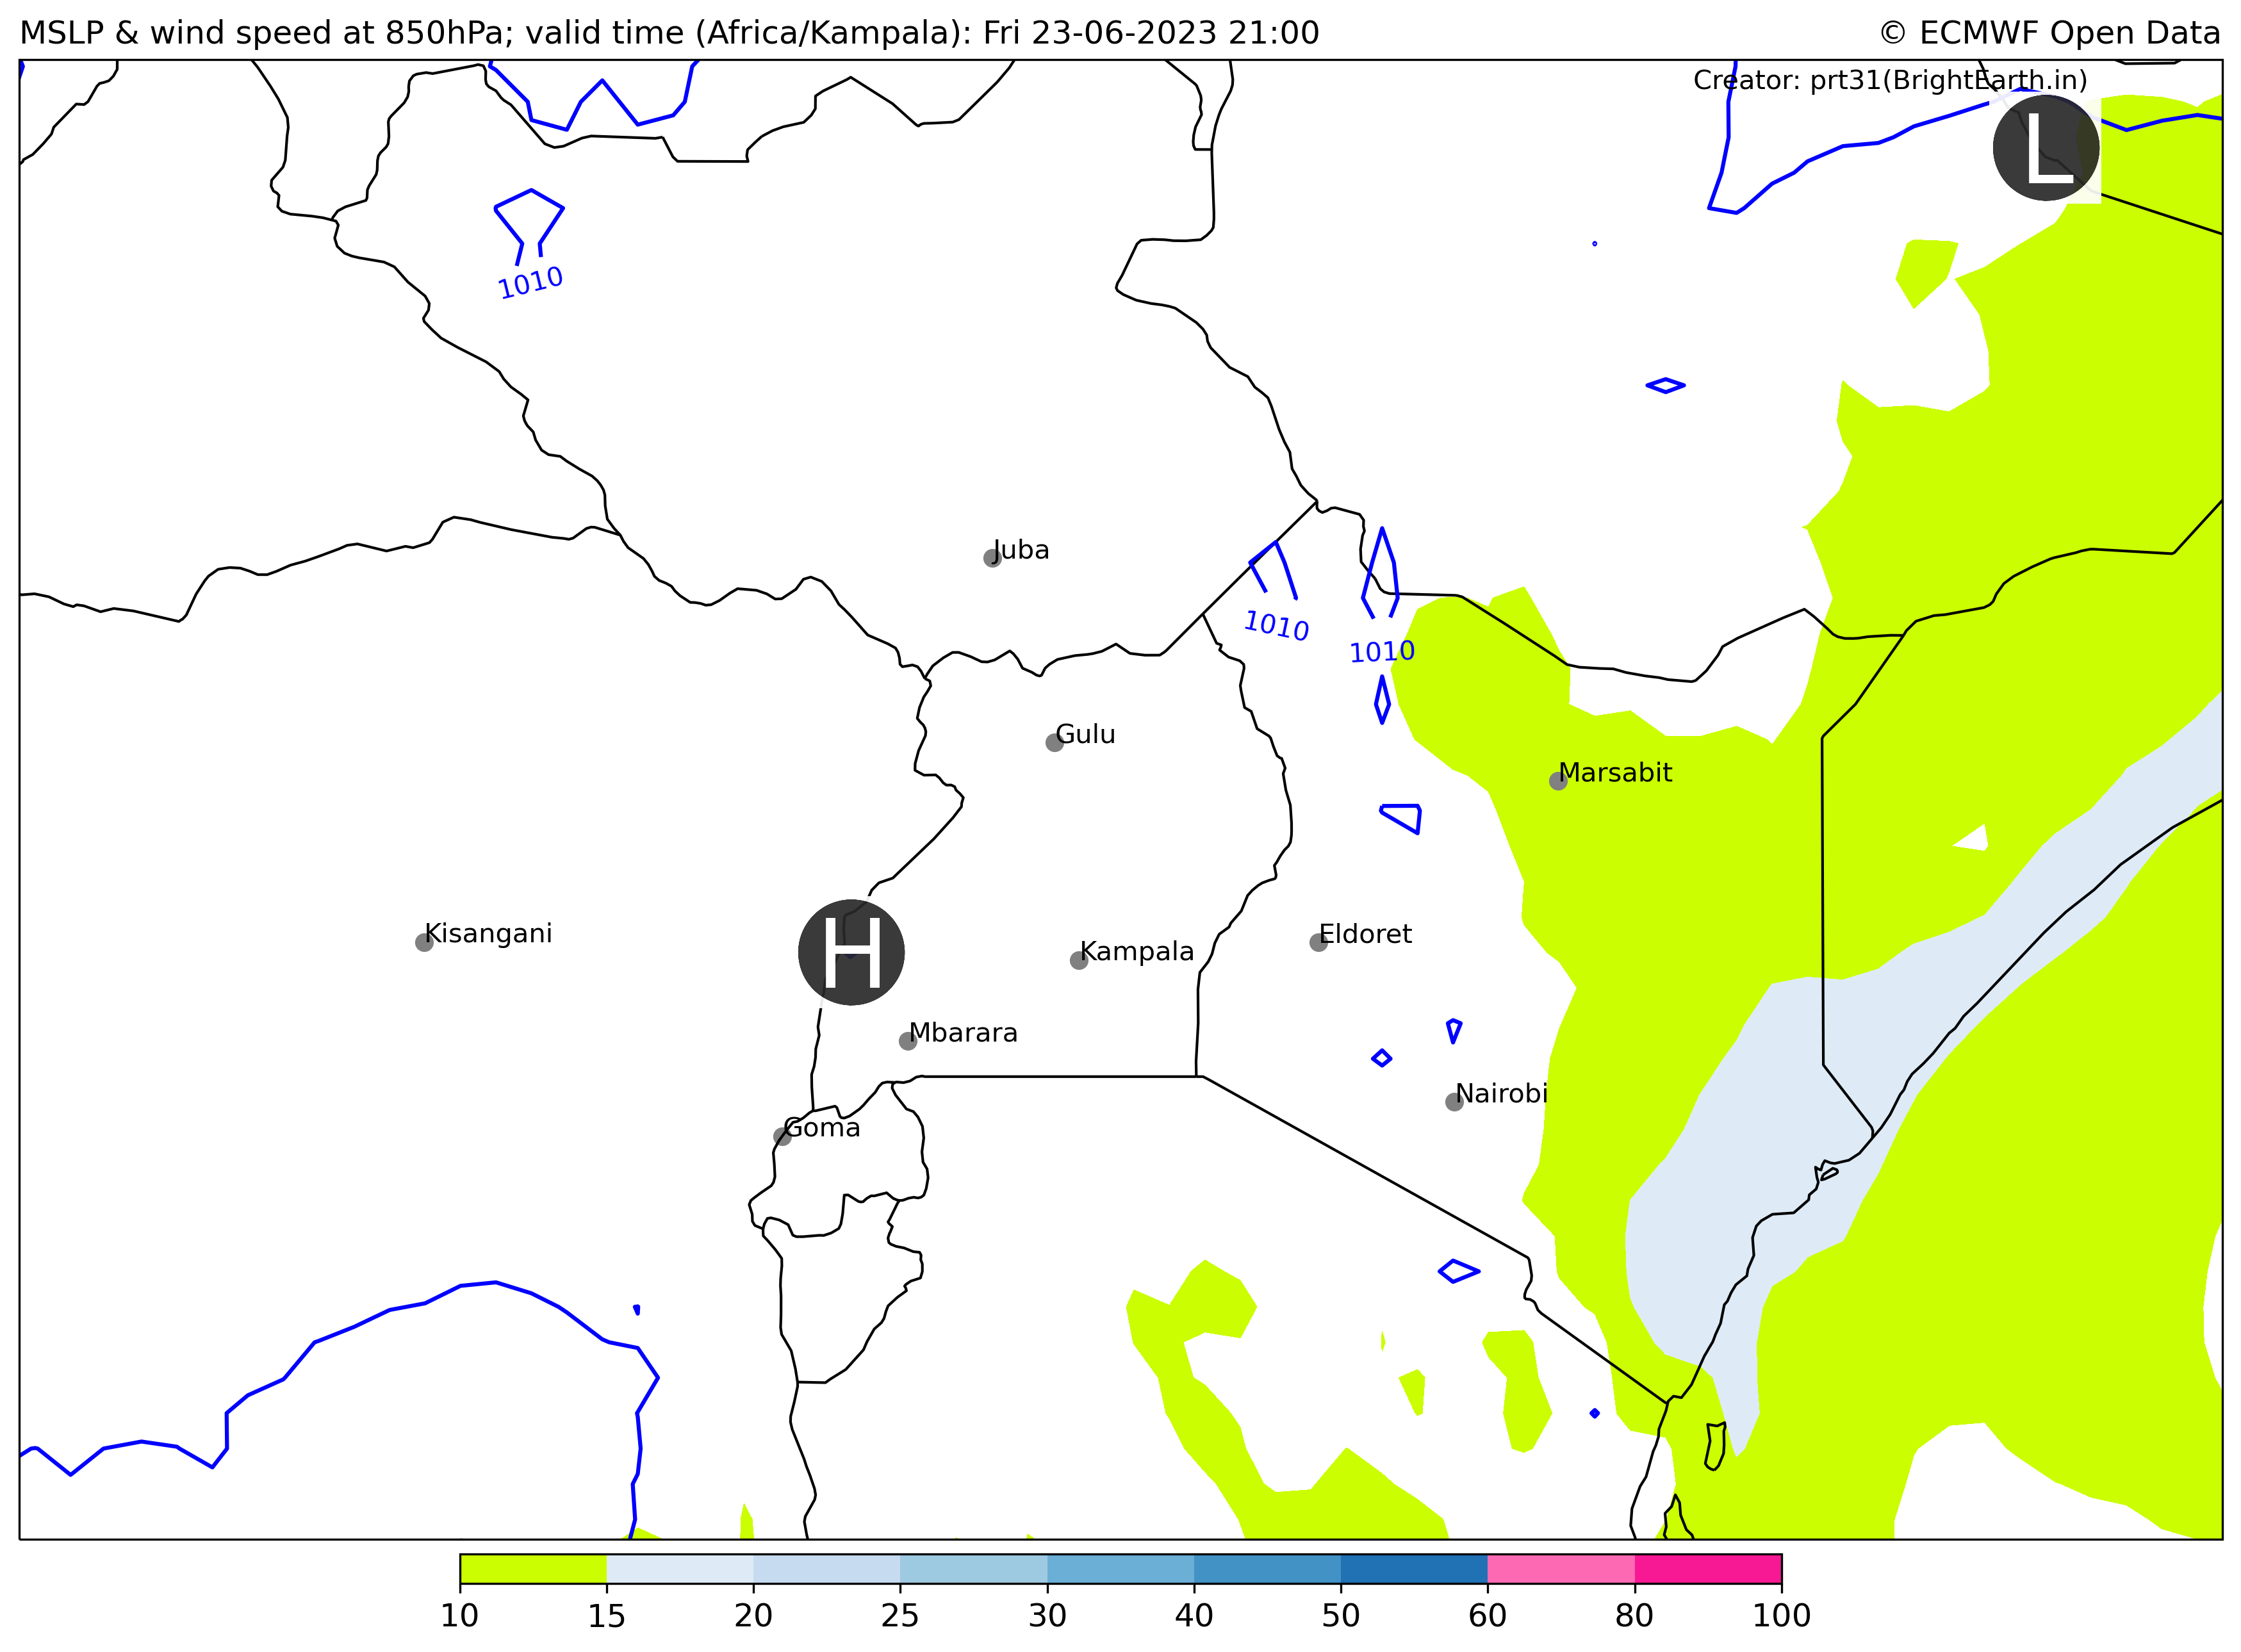 MSLP & wind speed at 850hPa; valid time (Africa/Kampala): Fri 23-06-2023 21:00
© ECMWF Open Data
Creator: prt31(BrightEarth.in)
L
1010
Juba
1010
1010
Gulu
Marsabit
Kisangani
H
Kampala
Eldoret
Mbarara
Nairobi
Goma
10 15 20 25 30 40 50 60 80 100